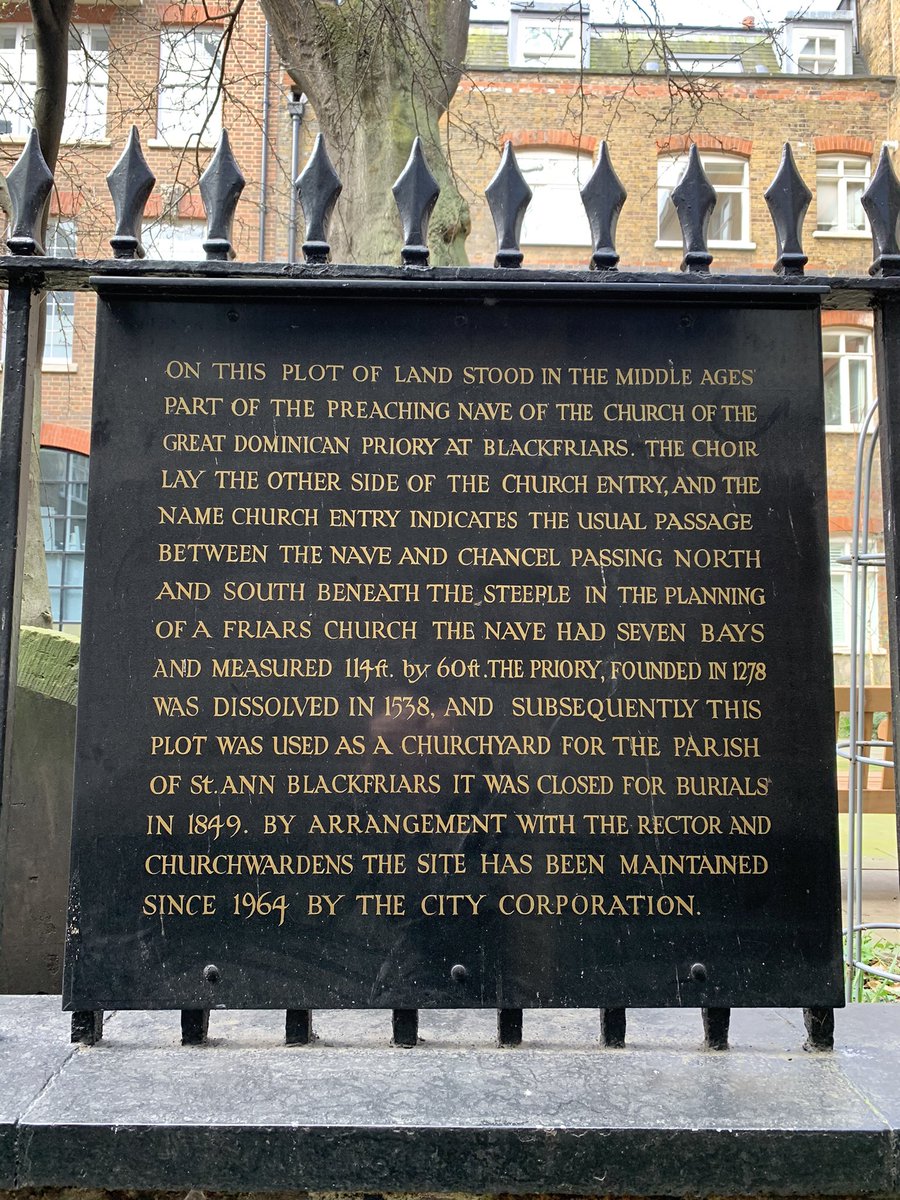 ON THIS PLOT OF LAND STOOD IN THE MIDDLE AGES
PART OF THE PREACHING NAVE OF THE CHURCH OF THE
GREAT DOMINICAN PRIORY AT BLACKFRIARS. THE CHOIR
LAY THE OTHER SIDE OF THE CHURCH ENTRY, AND THE
NAME CHURCH ENTRY INDICATES THE USUAL PASSAGE
BETWEEN THE NAVE AND CHANCEL PASSING NORTH
AND SOUTH BENEATH THE STEEPLE IN THE PLANNING
OF A FRIARS CHURCH THE NAVE HAD SEVEN BAYS
AND MEASURED 114ft. by 60ft. THE PRIORY, FOUNDED IN 1278
WAS DISSOLVED IN 1538, AND SUBSEQUENTLY THIS
PLOT WAS USED AS A CHURCHYARD FOR THE PARISH
OF St. ANN BLACKFRIARS IT WAS CLOSED FOR BURIALS
IN 1849. BY ARRANGEMENT WITH THE RECTOR AND
CHURCHWARDENS THE SITE HAS BEEN MAINTAINED
SINCE 1964 BY THE CITY CORPORATION.